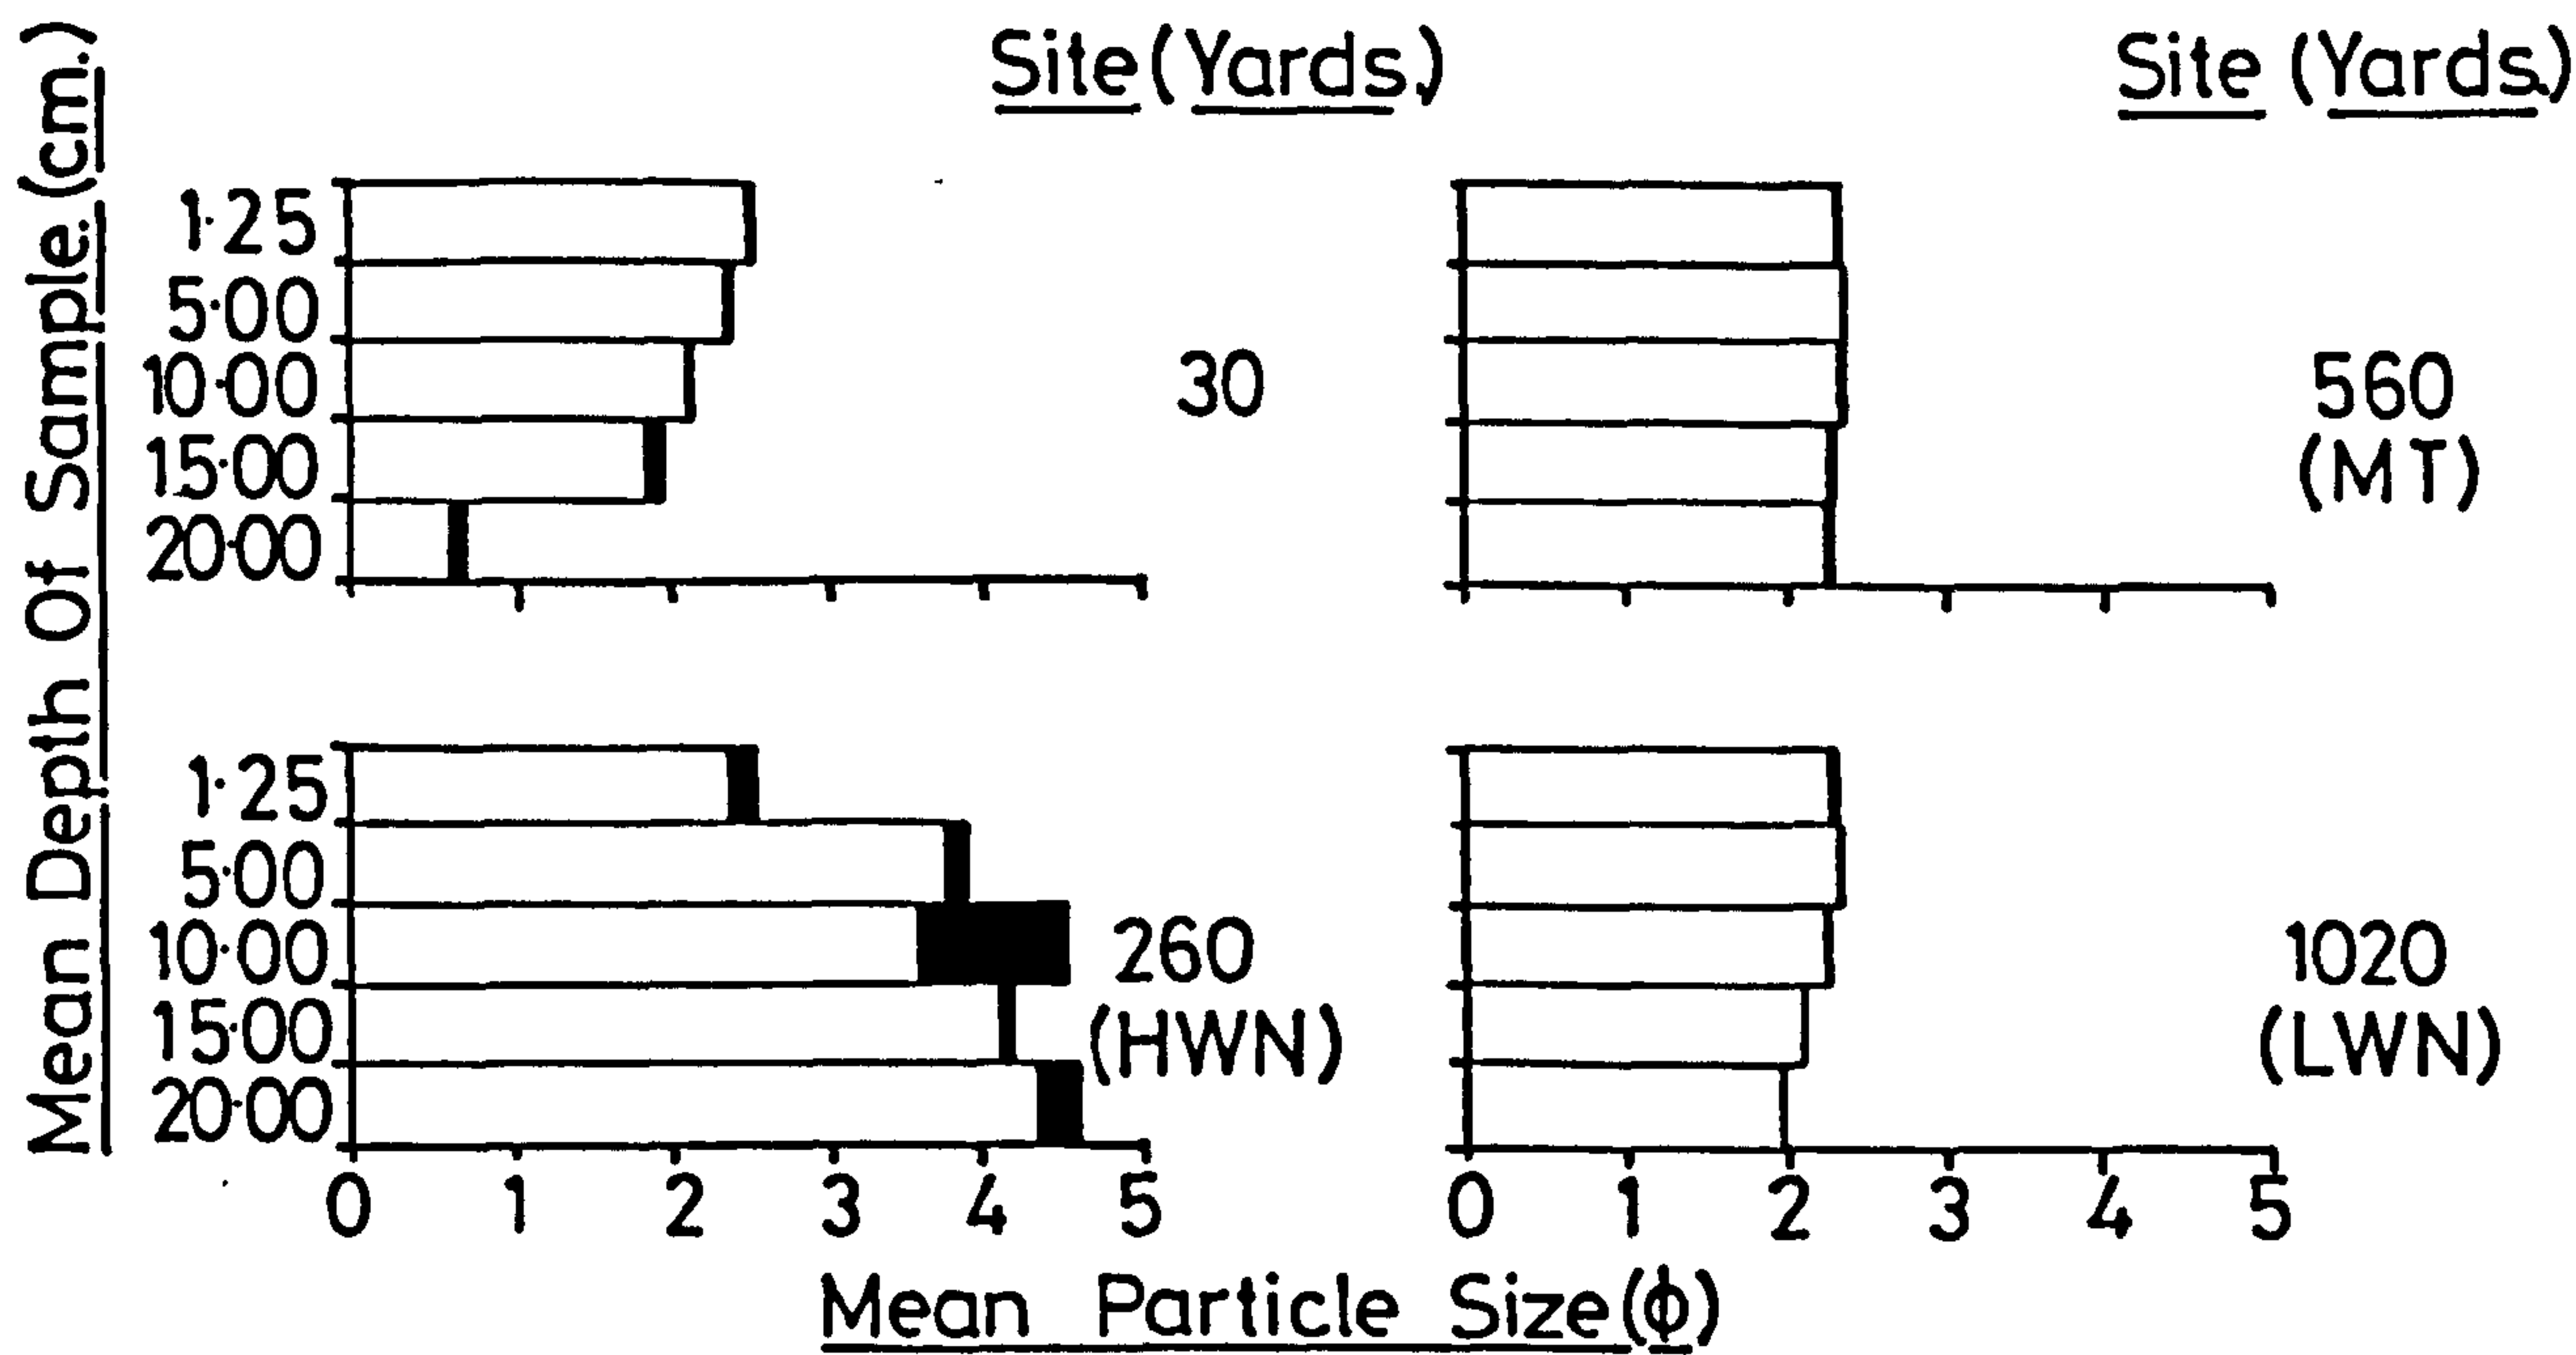 Mean Depth Of Sample.(cm.)
Site (Yards.)
Site (Yards.)
1·25
5·00
10·00
15·00
20·00
30
560
(MT)
1·25
5·00
10·00
15·00
20·00
260
(HWN)
1020
(LWN)
0 1 2 3 4 5
0 1 2 3 4 5
Mean Particle Size(ϕ)